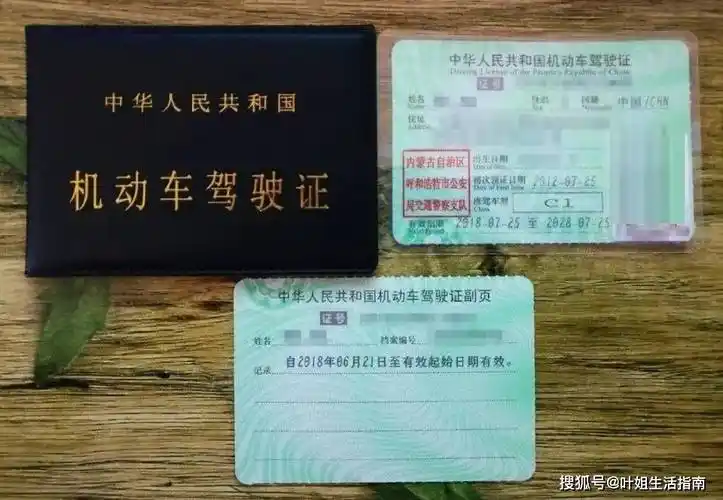 中华人民共和国
机动车驾驶证
中华人民共和国机动车驾驶证
Driving License of the People's Republic of China
证号
姓名 性别 国籍 中国/CHN
住址
内蒙古自治区
呼和浩特市公安
局交通警察支队
出生日期
初次领证日期 2012-07-25
Date of First Issue
准驾车型 C1
Class
有效期限 2018-07-25 至 2028-07-25
中华人民共和国机动车驾驶证副页
证号
姓名 档案编号
记录 自2018年06月21日至有效起始日期有效。
搜狐号@叶姐生活指南